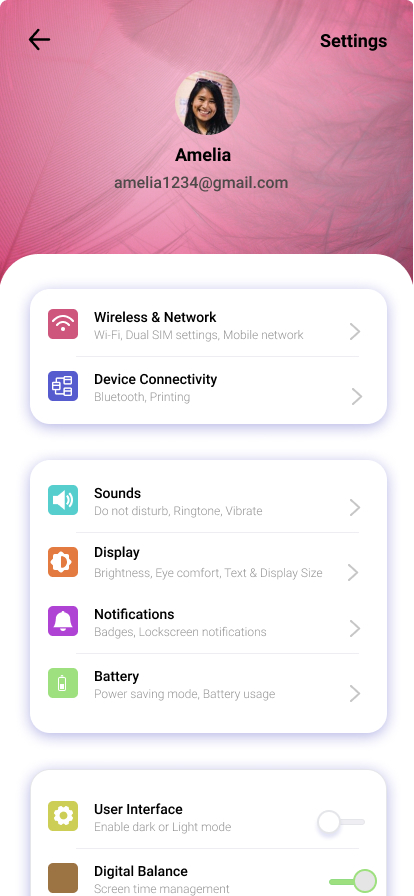 Settings
Amelia
amelia1234@gmail.com
Wireless & Network
Wi-Fi, Dual SIM settings, Mobile network
Device Connectivity
Bluetooth, Printing
Sounds
Do not disturb, Ringtone, Vibrate
Display
Brightness, Eye comfort, Text & Display Size
Notifications
Badges, Lockscreen notifications
Battery
Power saving mode, Battery usage
User Interface
Enable dark or Light mode
Digital Balance
Screen time management